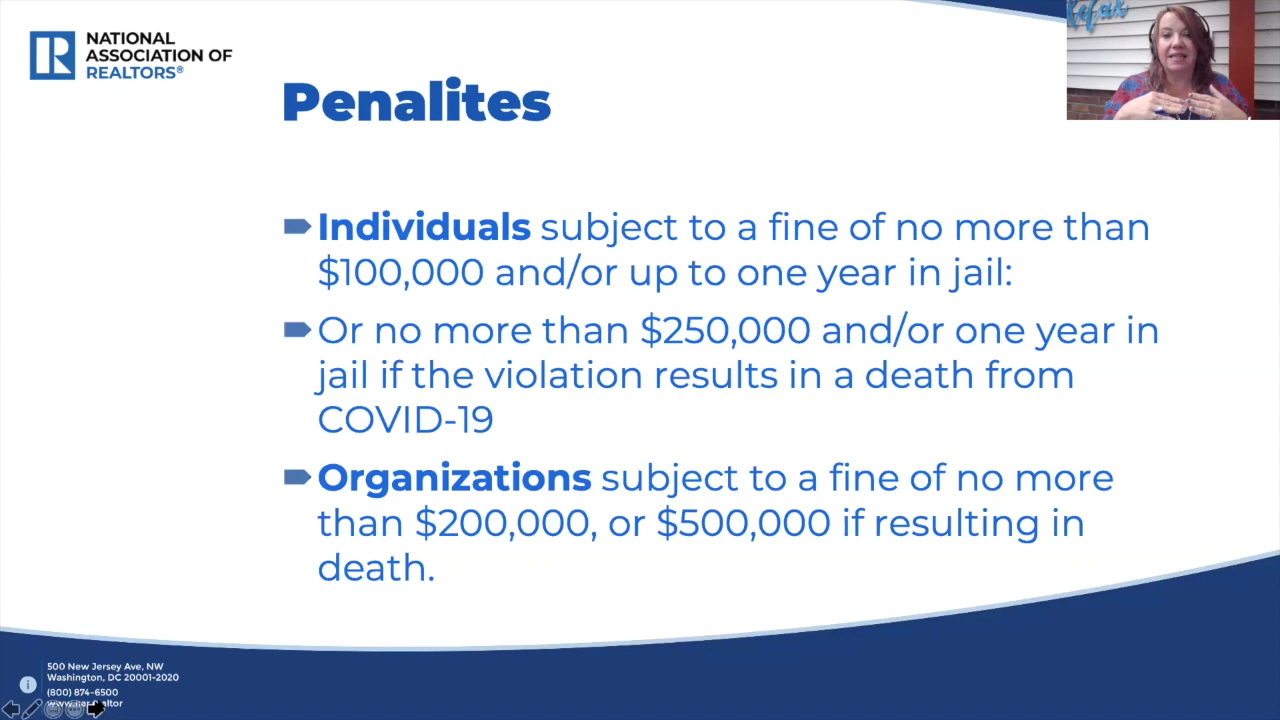 NATIONAL
ASSOCIATION OF
REALTORS®
Penalites
Individuals subject to a fine of no more than
$100,000 and/or up to one year in jail:
Or no more than $250,000 and/or one year in
jail if the violation results in a death from
COVID-19
Organizations subject to a fine of no more
than $200,000, or $500,000 if resulting in
death.
500 New Jersey Ave, NW
Washington, DC 20001-2020
(800) 874-6500